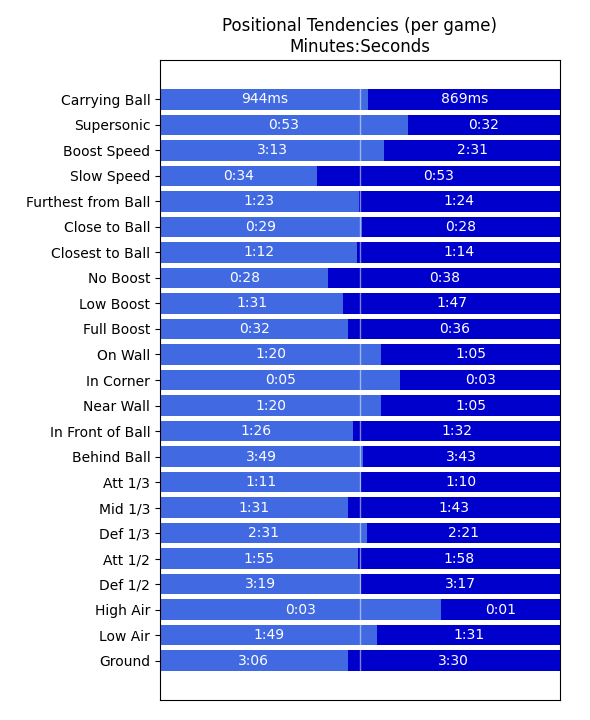 Positional Tendencies (per game)
Minutes:Seconds
Carrying Ball 944ms 869ms
Supersonic 0:53 0:32
Boost Speed 3:13 2:31
Slow Speed 0:34 0:53
Furthest from Ball 1:23 1:24
Close to Ball 0:29 0:28
Closest to Ball 1:12 1:14
No Boost 0:28 0:38
Low Boost 1:31 1:47
Full Boost 0:32 0:36
On Wall 1:20 1:05
In Corner 0:05 0:03
Near Wall 1:20 1:05
In Front of Ball 1:26 1:32
Behind Ball 3:49 3:43
Att 1/3 1:11 1:10
Mid 1/3 1:31 1:43
Def 1/3 2:31 2:21
Att 1/2 1:55 1:58
Def 1/2 3:19 3:17
High Air 0:03 0:01
Low Air 1:49 1:31
Ground 3:06 3:30